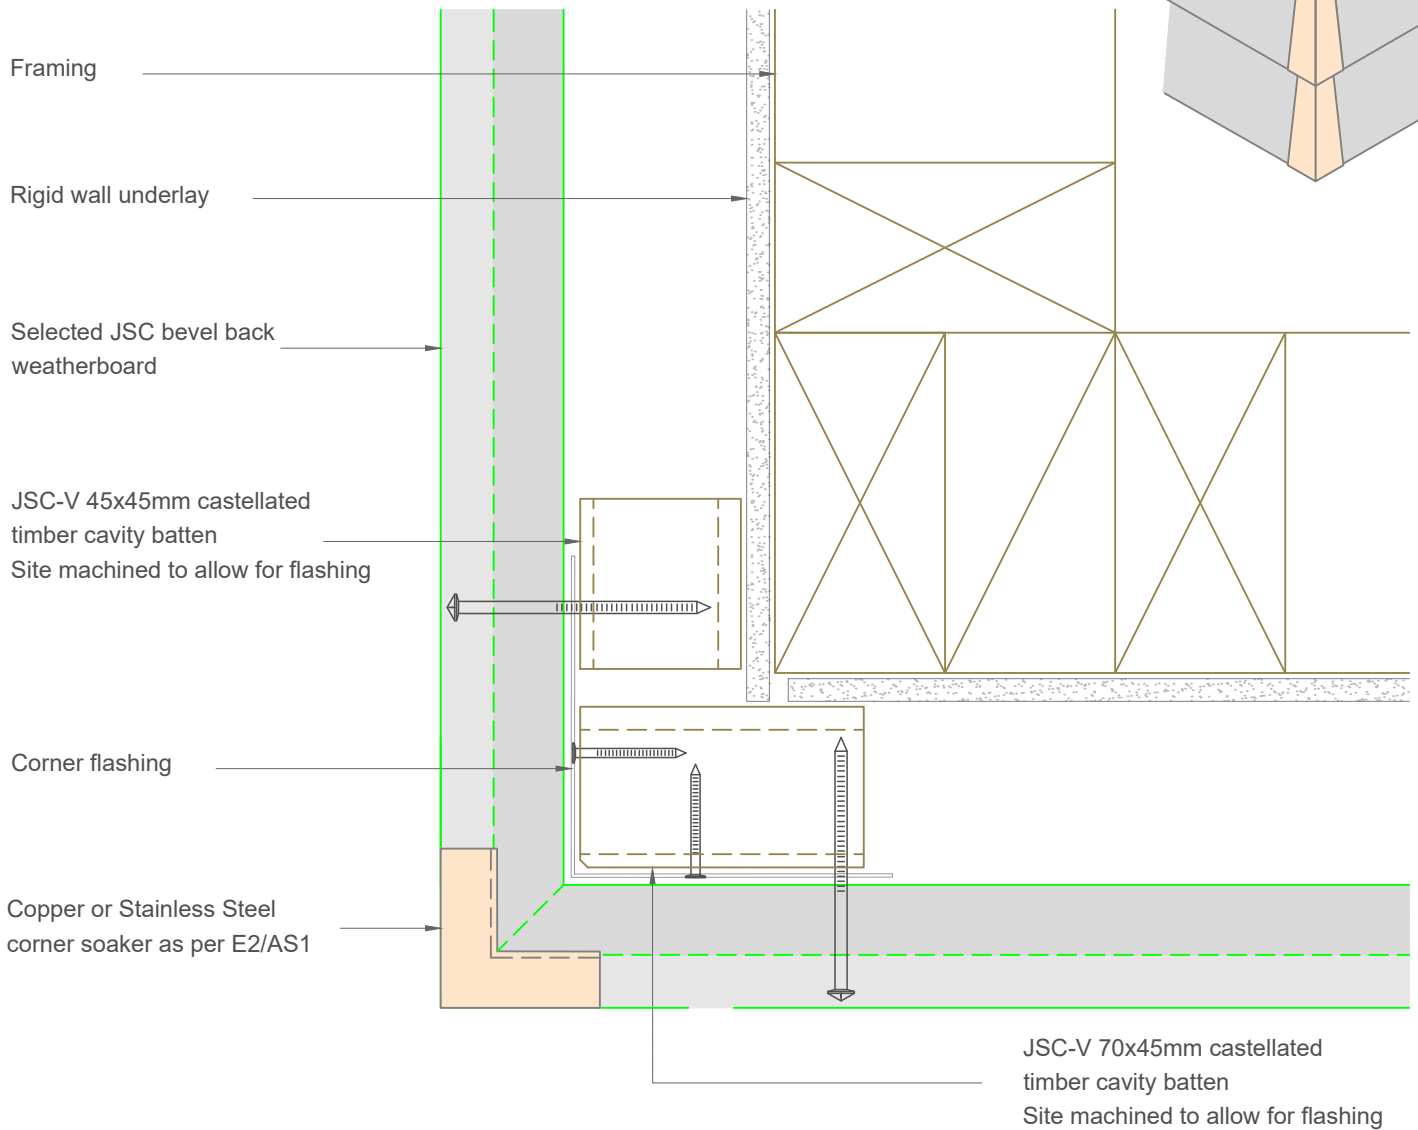 Framing
Rigid wall underlay
Selected JSC bevel back
weatherboard
JSC-V 45x45mm castellated
timber cavity batten
Site machined to allow for flashing
Corner flashing
Copper or Stainless Steel
corner soaker as per E2/AS1
JSC-V 70x45mm castellated
timber cavity batten
Site machined to allow for flashing